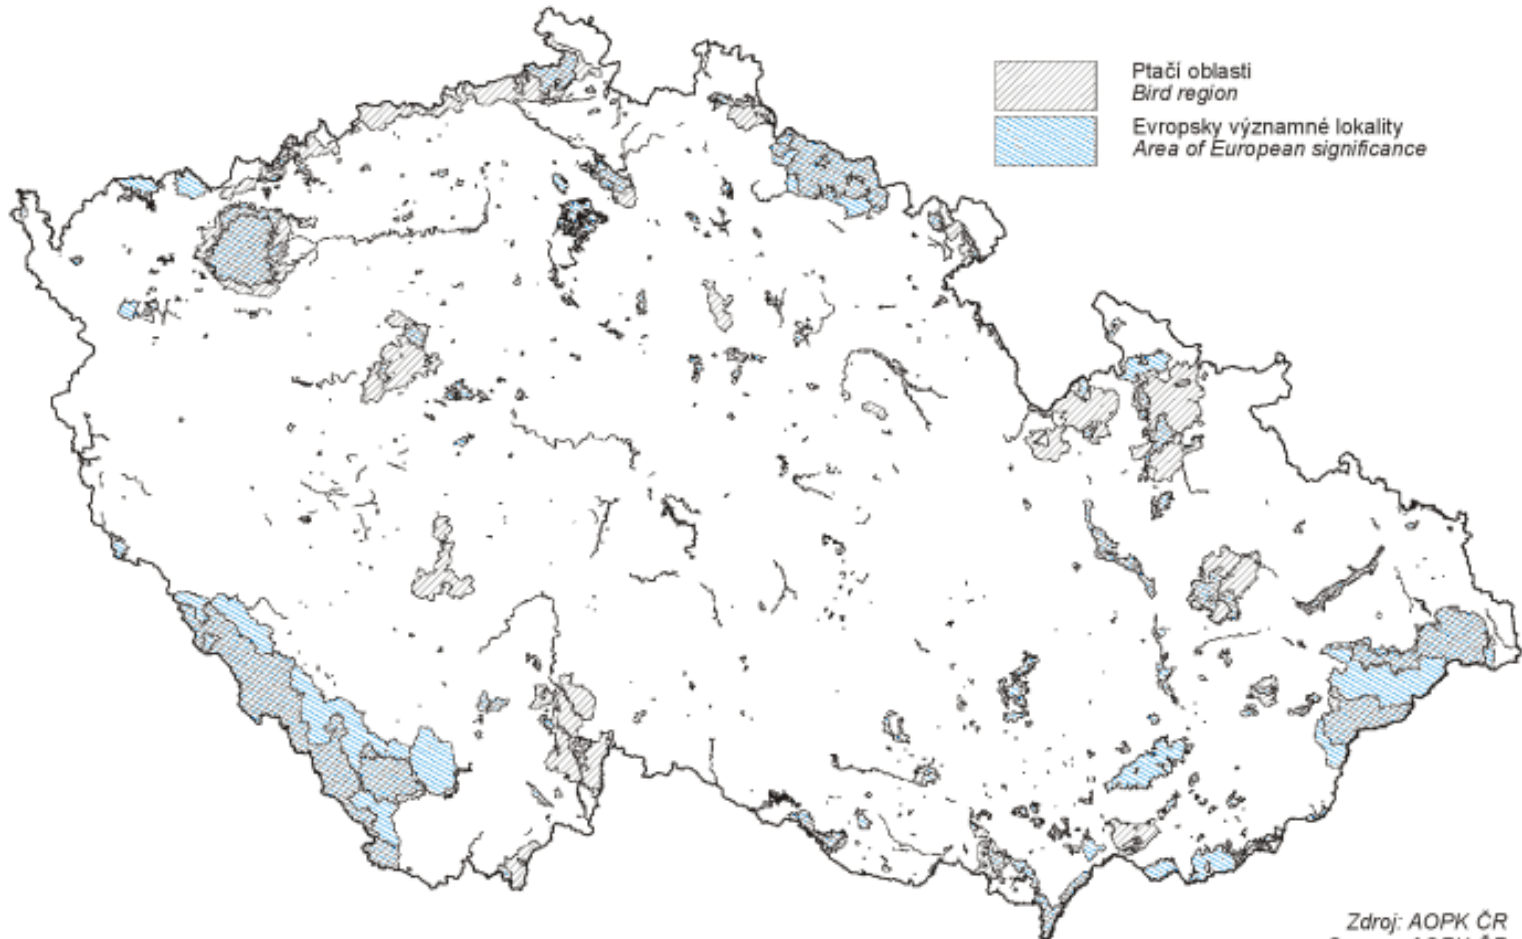 Ptačí oblasti
Bird region
Evropsky významné lokality
Area of European significance
Zdroj: AOPK ČR